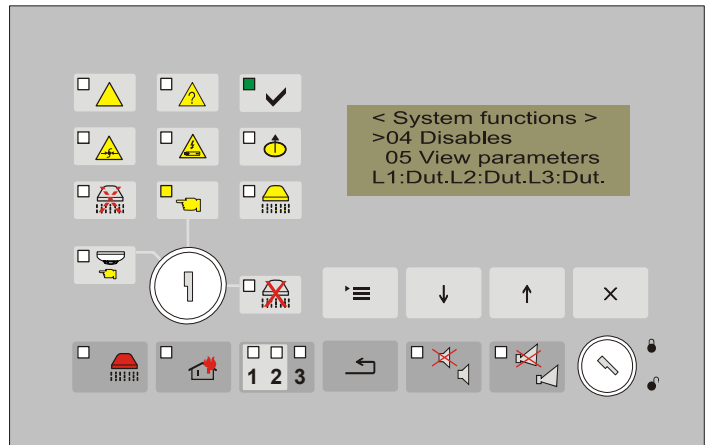 ?
< System functions >
>04 Disables
05 View parameters
L1:Dut.L2:Dut.L3:Dut.
1 2 3